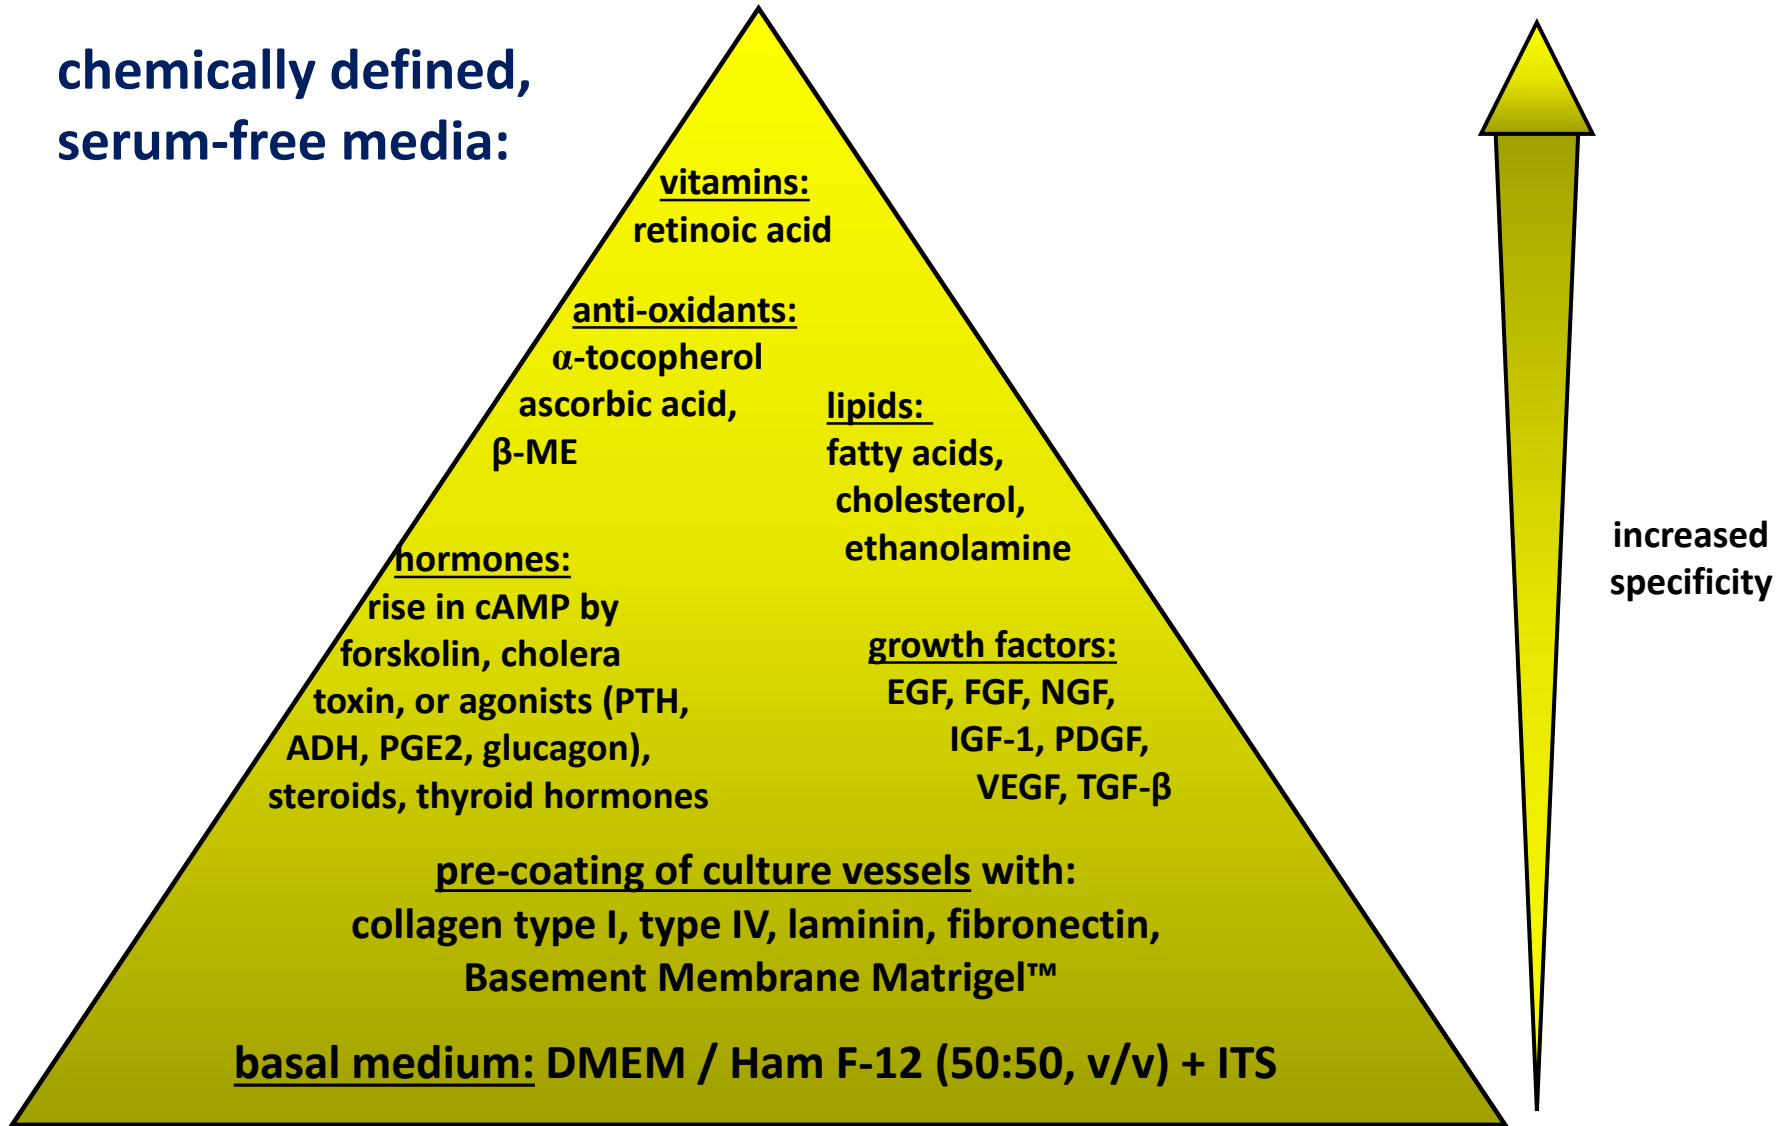 chemically defined,
serum-free media:
vitamins:
retinoic acid
anti-oxidants:
α-tocopherol
ascorbic acid,
β-ME
lipids:
fatty acids,
cholesterol,
ethanolamine
hormones:
rise in cAMP by
forskolin, cholera
toxin, or agonists (PTH,
ADH, PGE2, glucagon),
steroids, thyroid hormones
growth factors:
EGF, FGF, NGF,
IGF-1, PDGF,
VEGF, TGF-β
pre-coating of culture vessels with:
collagen type I, type IV, laminin, fibronectin,
Basement Membrane Matrigel™
basal medium: DMEM / Ham F-12 (50:50, v/v) + ITS
increased
specificity